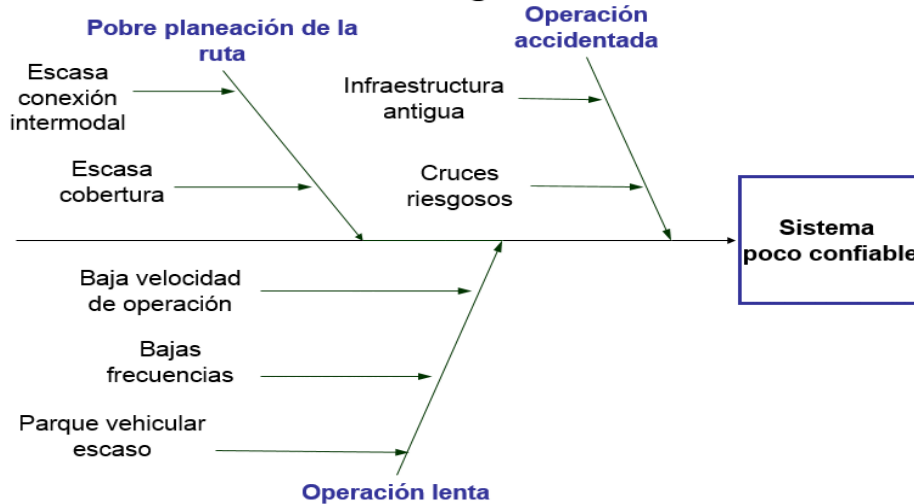 Pobre planeación de la
ruta
Operación
accidentada
Escasa
conexión
intermodal
Infraestructura
antigua
Escasa
cobertura
Cruces
riesgosos
Sistema
poco confiable
Baja velocidad
de operación
Bajas
frecuencias
Parque vehicular
escaso
Operación lenta